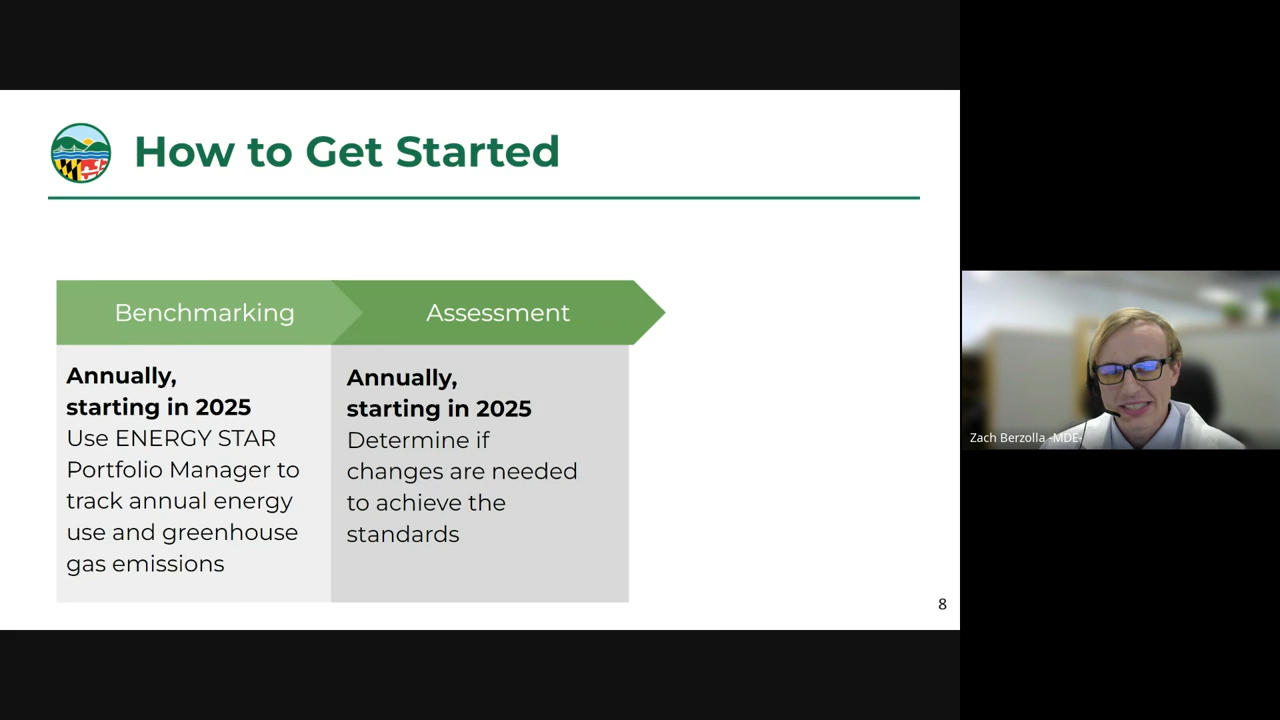 How to Get Started
Benchmarking
Assessment
Annually,
starting in 2025
Use ENERGY STAR
Portfolio Manager to
track annual energy
use and greenhouse
gas emissions
Annually,
starting in 2025
Determine if
changes are needed
to achieve the
standards
8
Zach Berzolla -MDE-